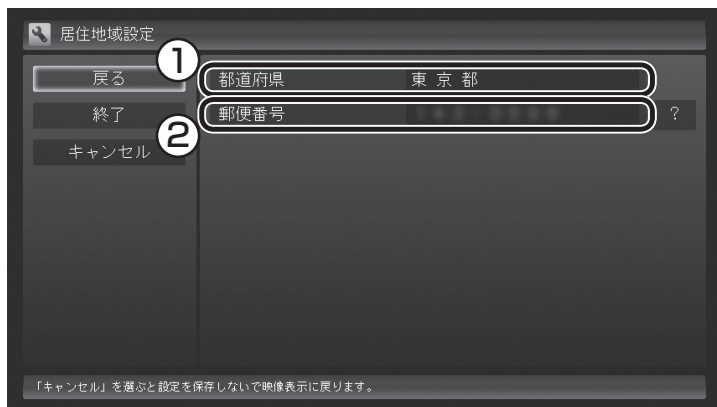 居住地域設定
①
戻る
都道府県 東京都
終了
郵便番号 ?
②
キャンセル
「キャンセル」を選ぶと設定を保存しないで映像表示に戻ります。